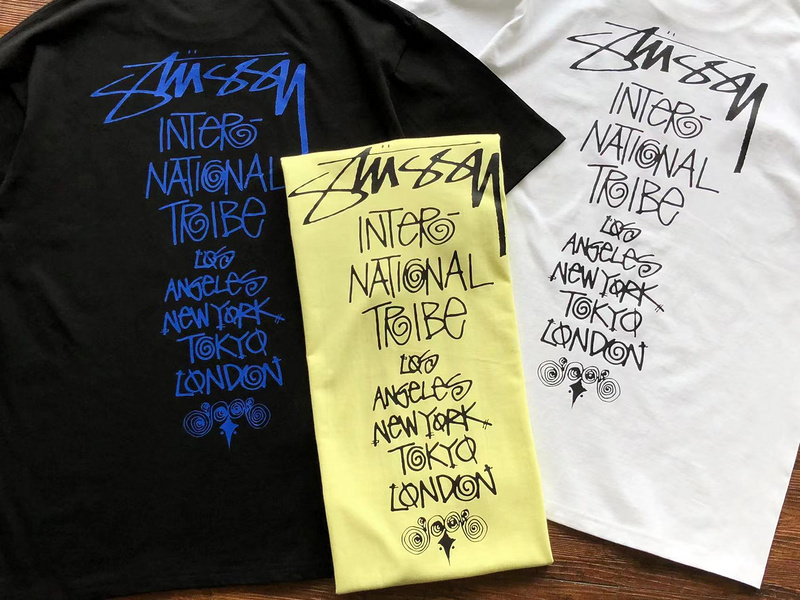 STÜSSY
INTER-
NATIONAL
TRIBE
LOS
ANGELES
NEW YORK
TOKYO
LONDON
STÜSSY
INTER-
NATIONAL
TRIBE
LOS
ANGELES
NEW YORK
TOKYO
LONDON
STÜSSY
INTER-
NATIONAL
TRIBE
LOS
ANGELES
NEW YORK
TOKYO
LONDON